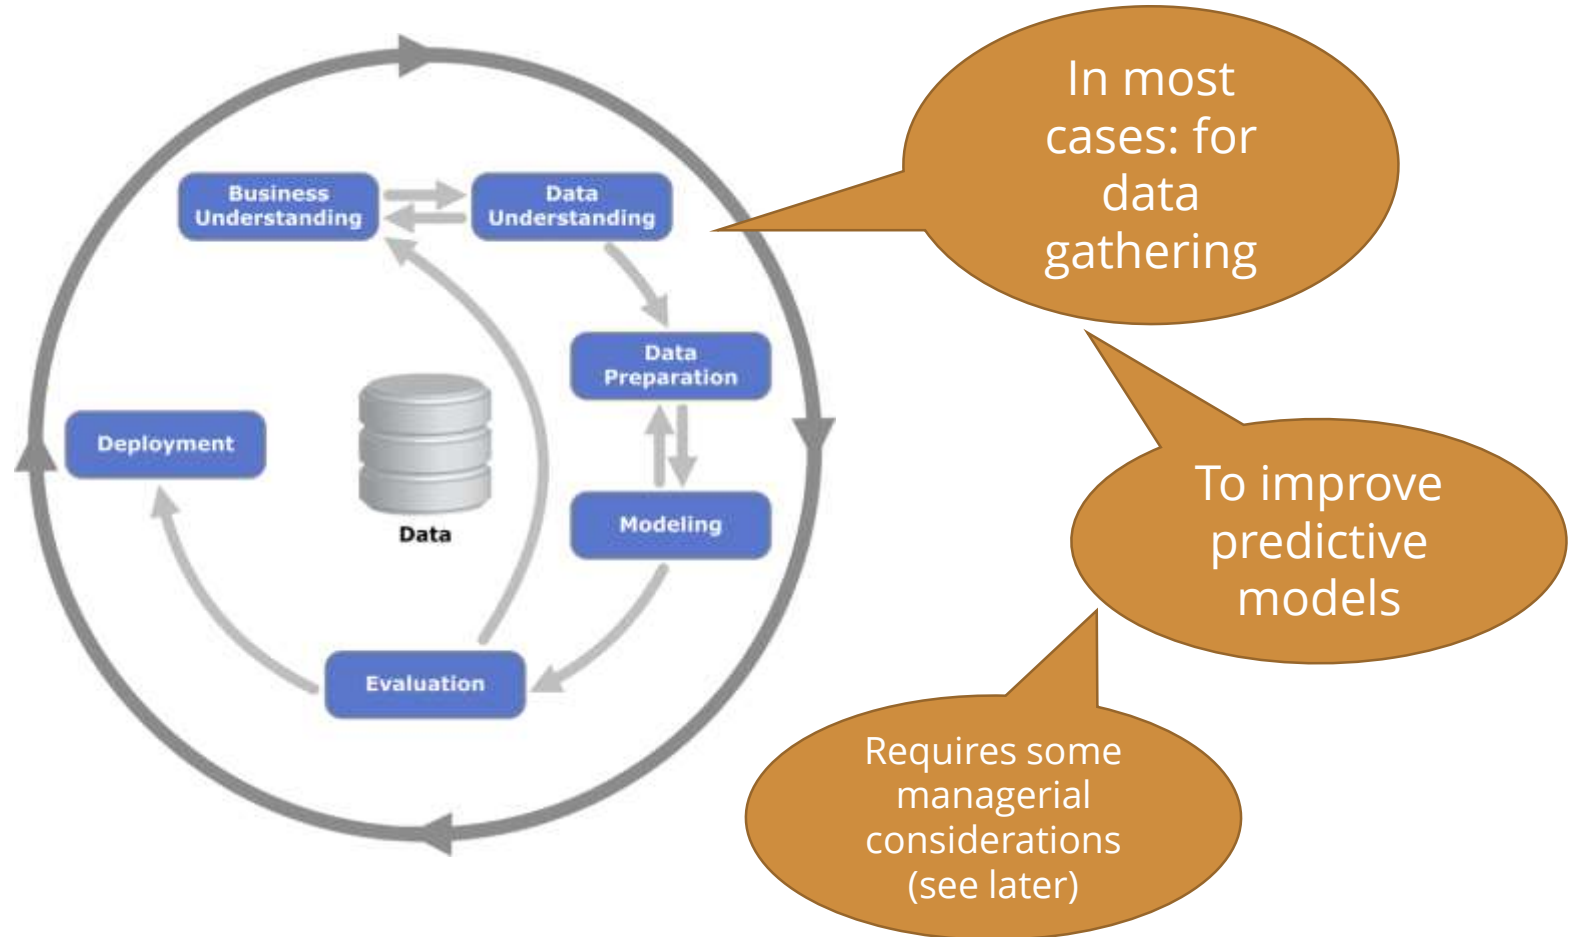 Business
Understanding
Data
Understanding
Data
Preparation
Modeling
Evaluation
Deployment
Data
In most
cases: for
data
gathering
To improve
predictive
models
Requires some
managerial
considerations
(see later)